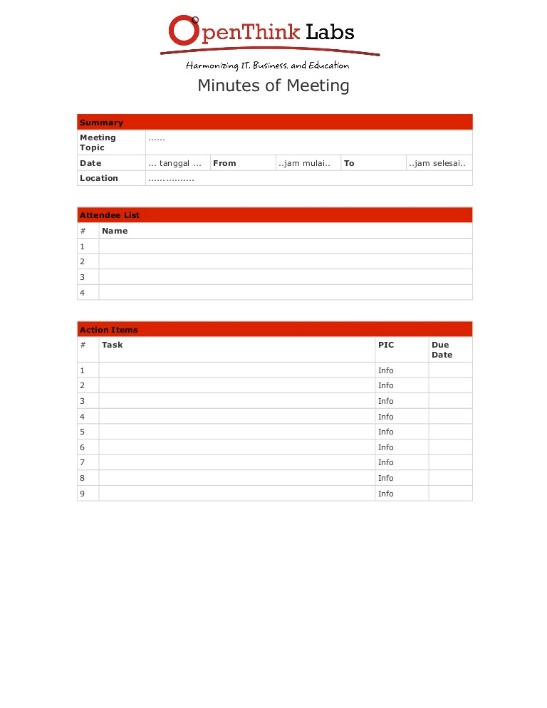 OpenThink Labs
Harmonizing IT, Business, and Education
Minutes of Meeting
Summary
Meeting ......
Topic
Date ... tanggal ... From ..jam mulai.. To ..jam selesai..
Location ...............
Attendee List
# Name
1
2
3
4
Action Items
# Task PIC Due
Date
1 Info
2 Info
3 Info
4 Info
5 Info
6 Info
7 Info
8 Info
9 Info